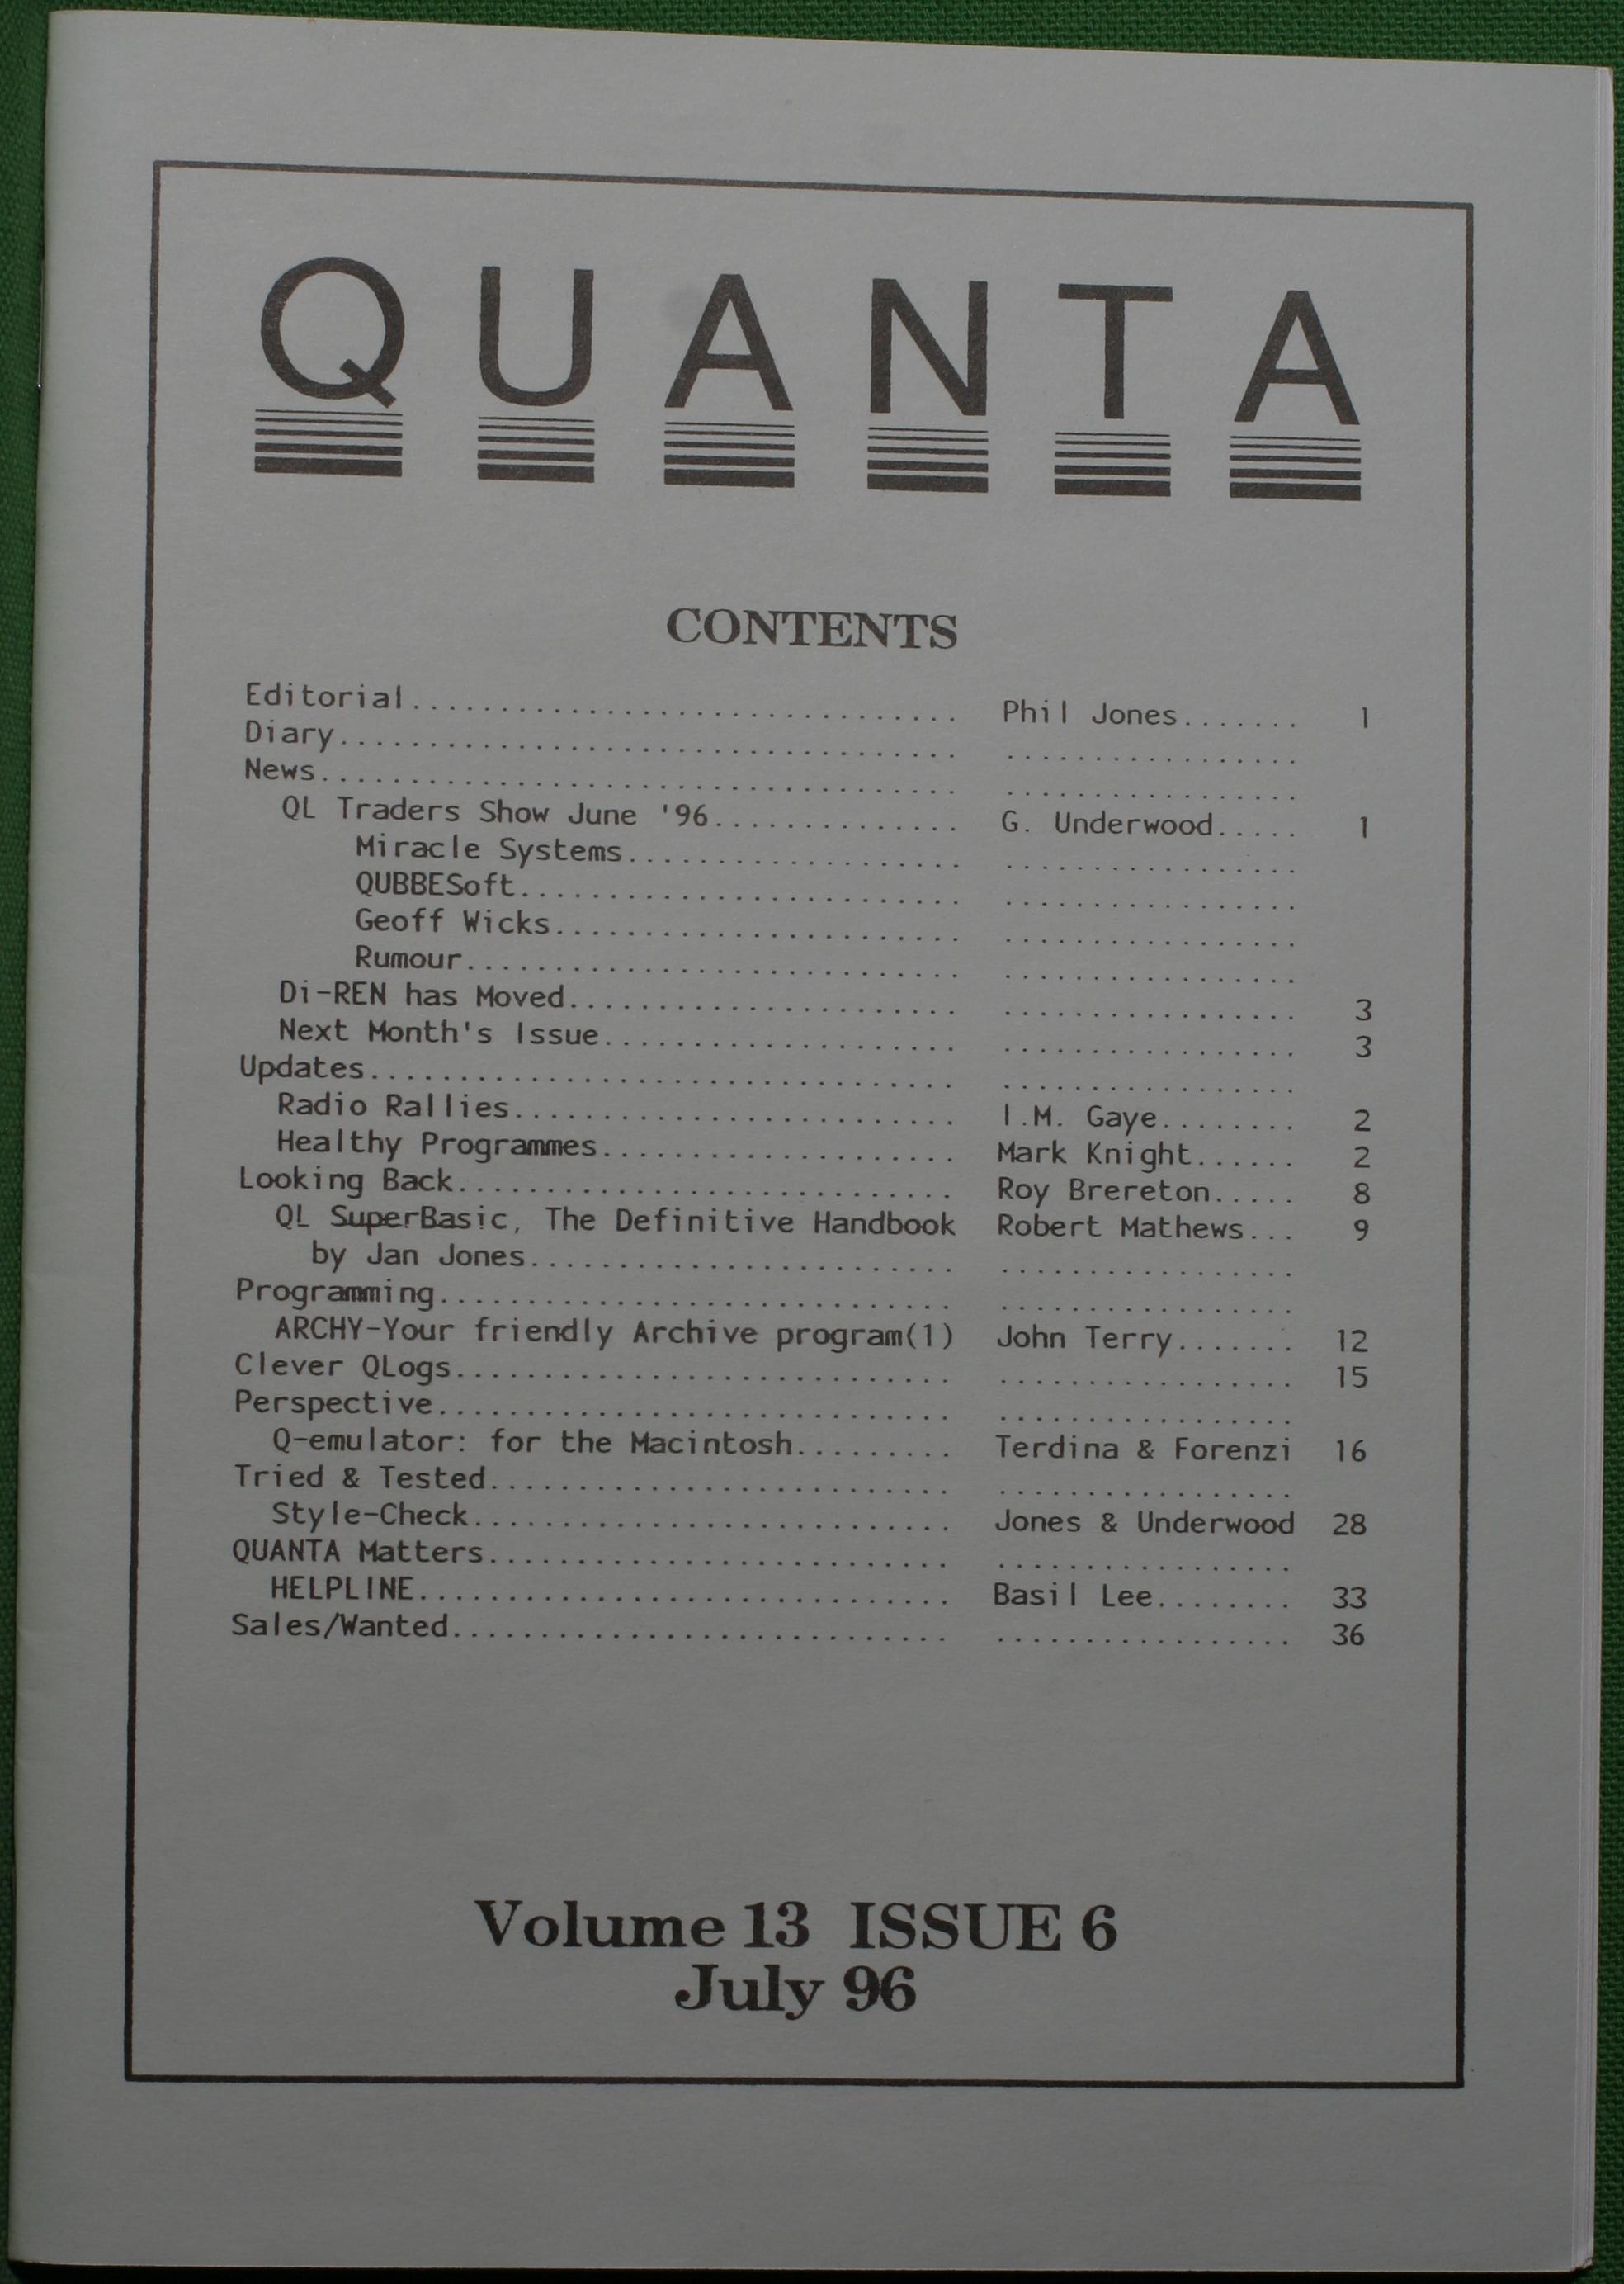 QUANTA
CONTENTS
Editorial............................... Phil Jones....... 1
Diary................................... .................
News.................................... .................
QL Traders Show June '96.............. G. Underwood..... 1
Miracle Systems................... .................
QUBBESoft......................... .................
Geoff Wicks....................... .................
Rumour............................ .................
Di-REN has Moved...................... ................. 3
Next Month's Issue.................... ................. 3
Updates................................. .................
Radio Rallies......................... I.M. Gaye........ 2
Healthy Programmes.................... Mark Knight...... 2
Looking Back............................ Roy Brereton..... 8
QL SuperBasic, The Definitive Handbook Robert Mathews... 9
by Jan Jones........................ .................
Programming............................. .................
ARCHY-Your friendly Archive program(1) John Terry....... 12
Clever QLogs............................ ................. 15
Perspective............................. .................
Q-emulator: for the Macintosh......... Terdina & Forenzi 16
Tried & Tested.......................... .................
Style-Check........................... Jones & Underwood 28
QUANTA Matters.......................... .................
HELPLINE.............................. Basil Lee........ 33
Sales/Wanted............................ ................. 36
Volume 13 ISSUE 6
July 96